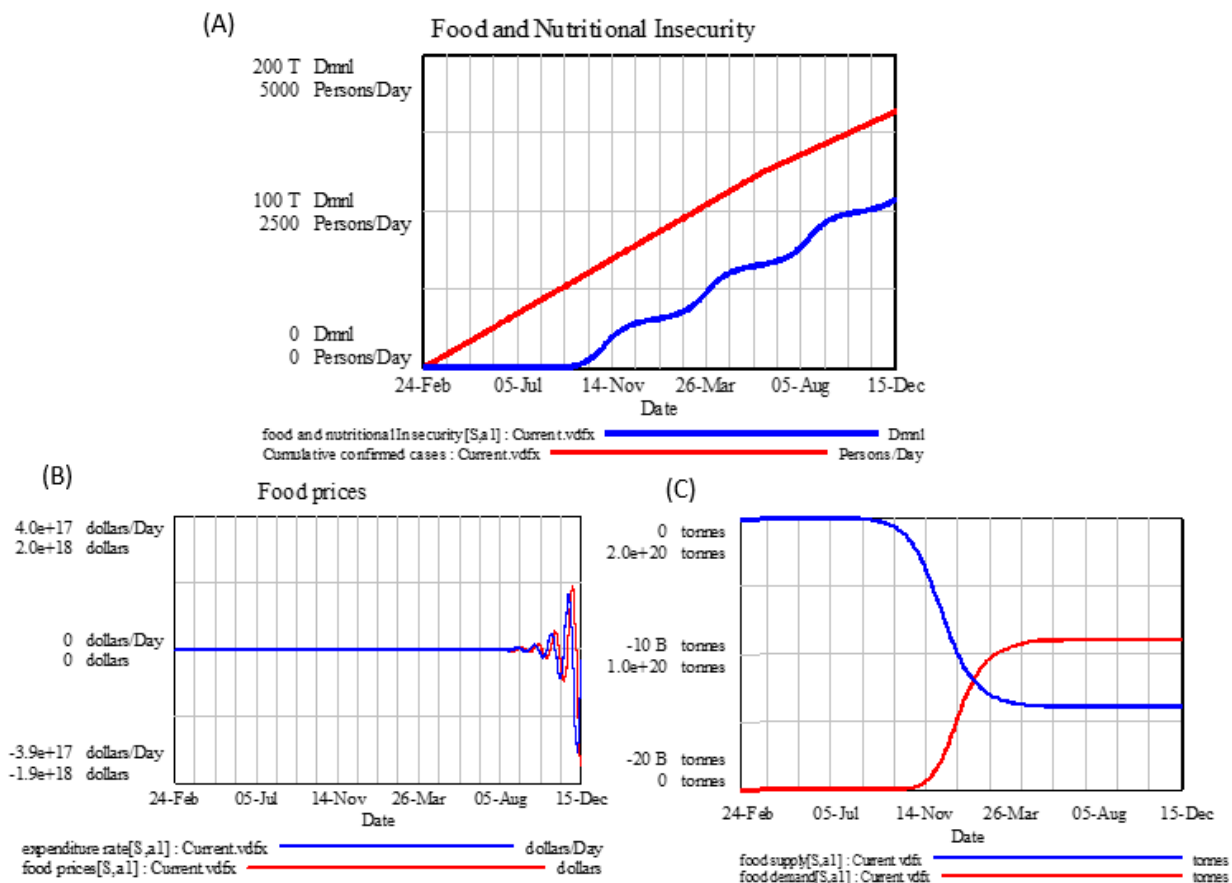 (A)
Food and Nutritional Insecurity
200 T Dmnl
5000 Persons/Day
100 T Dmnl
2500 Persons/Day
0 Dmnl
0 Persons/Day
24-Feb 05-Jul 14-Nov 26-Mar 05-Aug 15-Dec
Date
food and nutritional Insecurity[S,a1] : Current.vdfx Dmnl
Cumulative confirmed cases : Current.vdfx Persons/Day
(B)
Food prices
4.0e+17 dollars/Day
2.0e+18 dollars
0 dollars/Day
0 dollars
-3.9e+17 dollars/Day
-1.9e+18 dollars
24-Feb 05-Jul 14-Nov 26-Mar 05-Aug 15-Dec
Date
expenditure rate[S,a1] : Current.vdfx dollars/Day
food prices[S,a1] : Current.vdfx dollars
(C)
0 tonnes
2.0e+20 tonnes
-10 B tonnes
1.0e+20 tonnes
-20 B tonnes
0 tonnes
24-Feb 05-Jul 14-Nov 26-Mar 05-Aug 15-Dec
Date
food supply[S,a1] : Current.vdfx tonnes
food demand[S,a1] : Current.vdfx tonnes